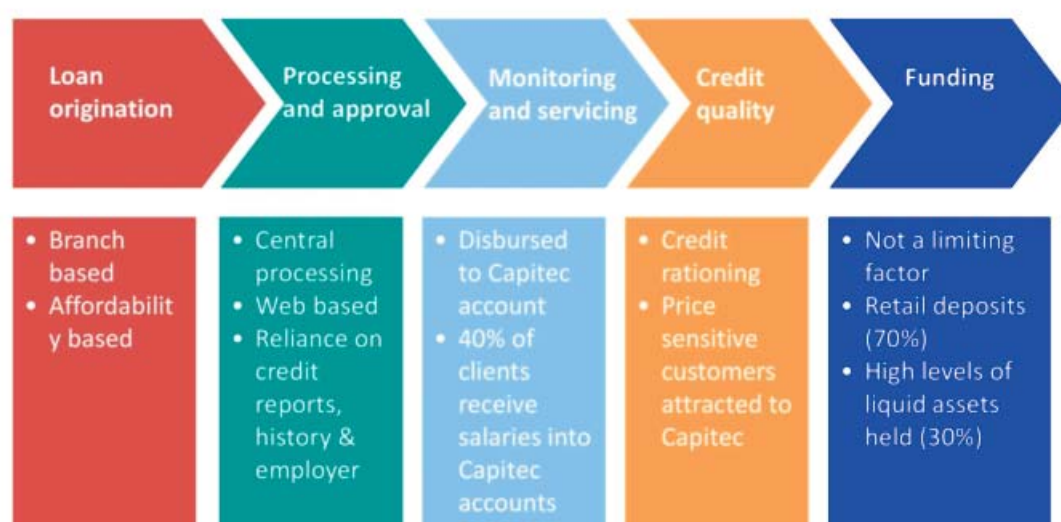 Loan
origination
Processing
and approval
Monitoring
and servicing
Credit
quality
Funding
• Branch
based
• Affordabilit
y based
• Central
processing
• Web based
• Reliance on
credit
reports,
history &
employer
• Disbursed
to Capitec
account
• 40% of
clients
receive
salaries into
Capitec
accounts
• Credit
rationing
• Price
sensitive
customers
attracted to
Capitec
• Not a limiting
factor
• Retail deposits
(70%)
• High levels of
liquid assets
held (30%)